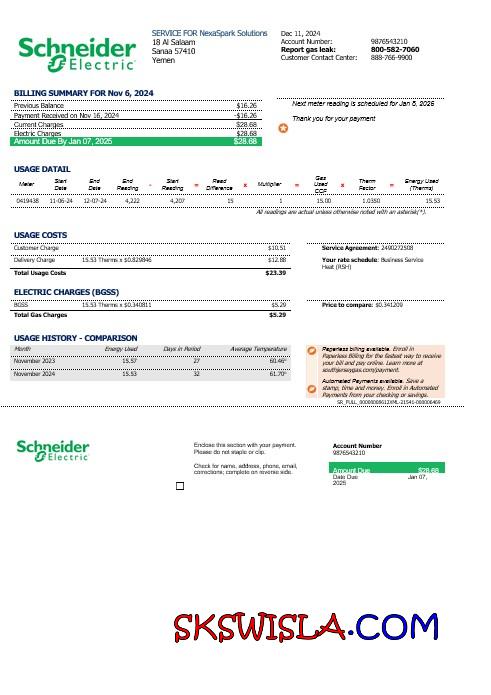 Schneider
Electric
SERVICE FOR NexaSpark Solutions
18 Al Salaam
Sanaa 57410
Yemen
Dec 11, 2024
Account Number: 9876543210
Report gas leak: 800-582-7060
Customer Contact Center: 888-766-9900
BILLING SUMMARY FOR Nov 6, 2024
Previous Balance $16.26
Payment Received on Nov 16, 2024 -$16.26
Current Charges $28.68
Electric Charges $28.68
Amount Due By Jan 07, 2025 $28.68
Next meter reading is scheduled for Jan 6, 2026
Thank you for your payment
USAGE DATAIL
Meter Start Date End Date End Reading - Start Reading = Read Difference x Multiplier = Gas Used CCF x Therm Factor = Energy Used (Therms)
0419438 11-06-24 12-07-24 4,222 4,207 15 1 15.00 1.0350 15.53
All readings are actual unless otherwise noted with an asterisk(*).
USAGE COSTS
Customer Charge $10.51
Delivery Charge 15.53 Therms x $0.829846 $12.88
Total Usage Costs $23.39
Service Agreement: 2490272508
Your rate schedule: Business Service
Heat (RSH)
ELECTRIC CHARGES (BGSS)
BGSS 15.53 Therms x $0.340811 $5.29
Total Gas Charges $5.29
Price to compare: $0.341209
USAGE HISTORY - COMPARISON
Month Energy Used Days in Period Average Temperature
November 2023 15.57 27 60.46°
November 2024 15.53 32 61.70°
Paperless billing available. Enroll in
Paperless Billing for the fastest way to receive
your bill and pay online. Learn more at
southjerseygas.com/payment.
Automated Payments available. Save a
stamp, time and money. Enroll in Automated
Payments from your checking or savings.
Schneider
Electric
Enclose this section with your payment.
Please do not staple or clip.
Check for name, address, phone, email,
corrections; complete on reverse side.
Account Number
9876543210
Amount Due $28.68
Date Due Jan 07,
2025
SKSWISLA.COM